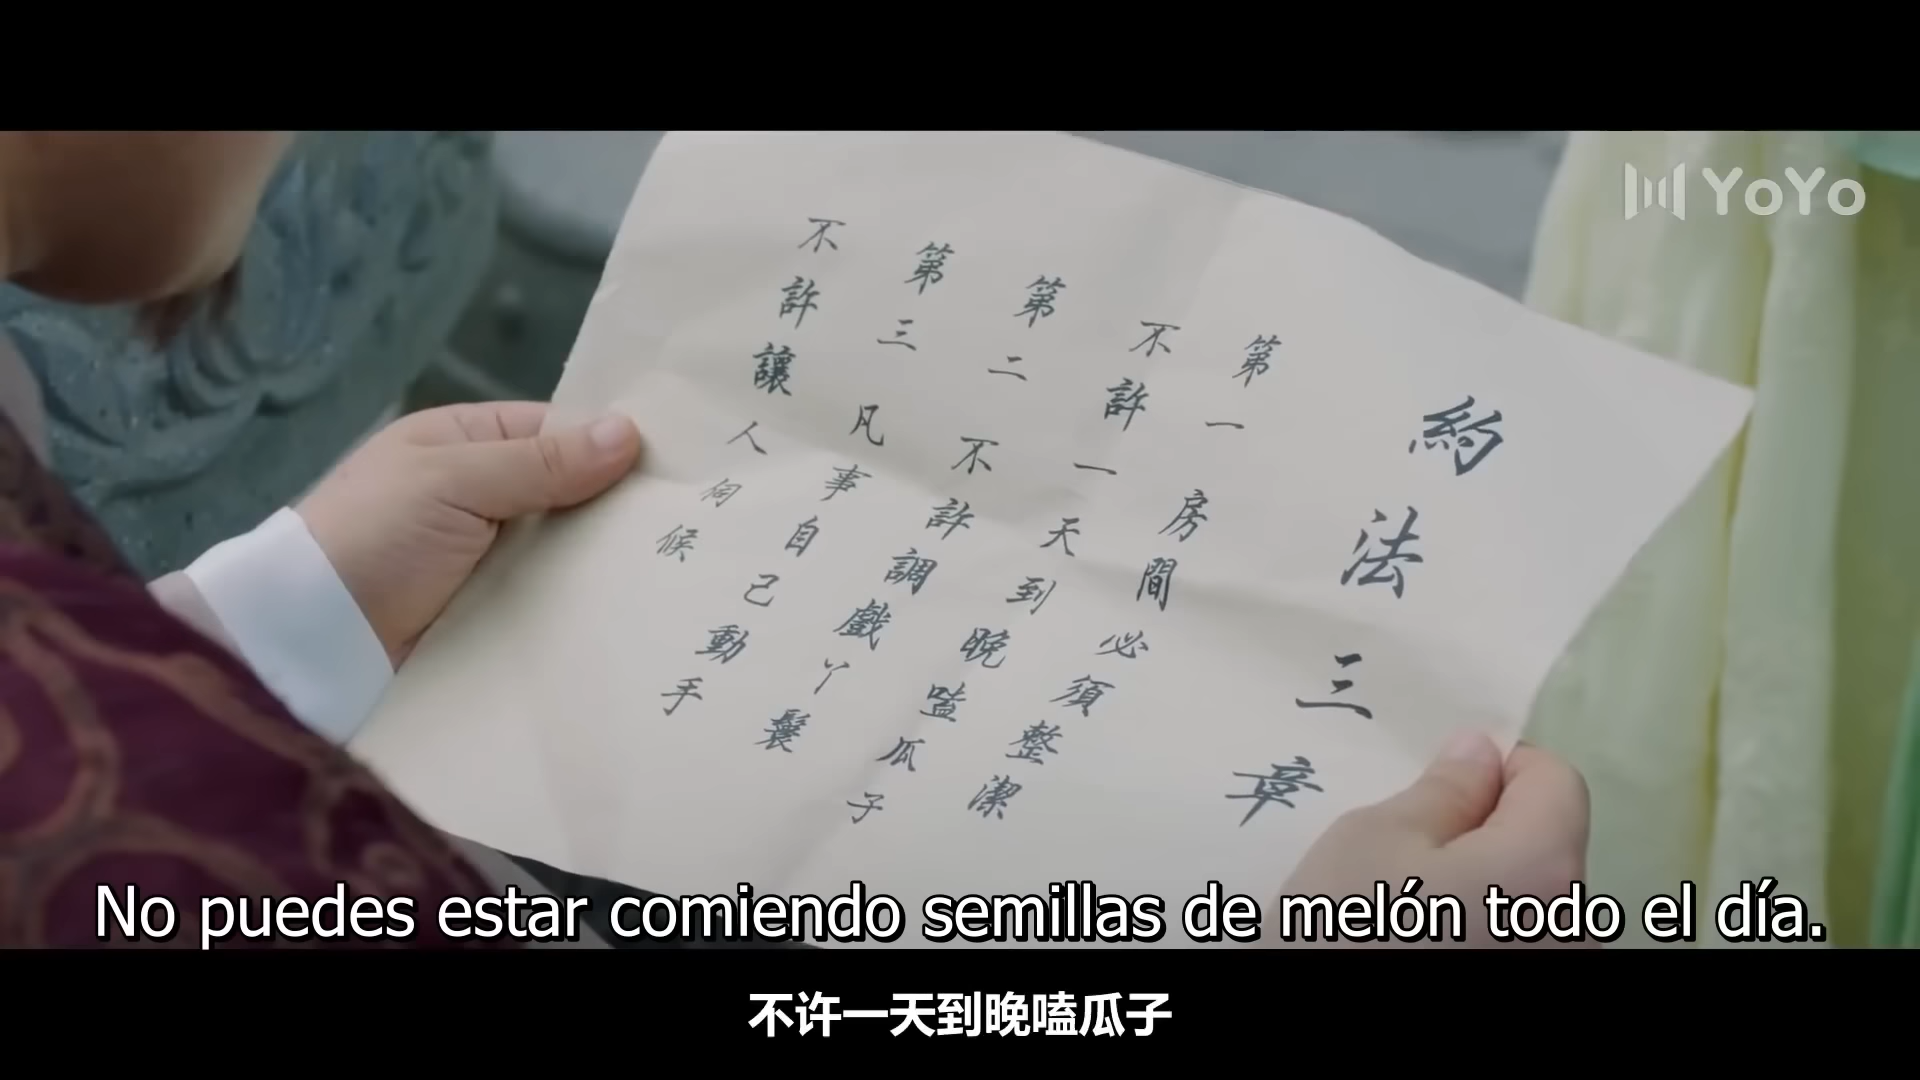 YoYo
約法三章
第一 房間必須整潔
不許一天到晚嗑瓜子
第二 不許調戲丫鬟
第三 凡事自己動手
不許讓人伺候
No puedes estar comiendo semillas de melón todo el día.
不许一天到晚嗑瓜子